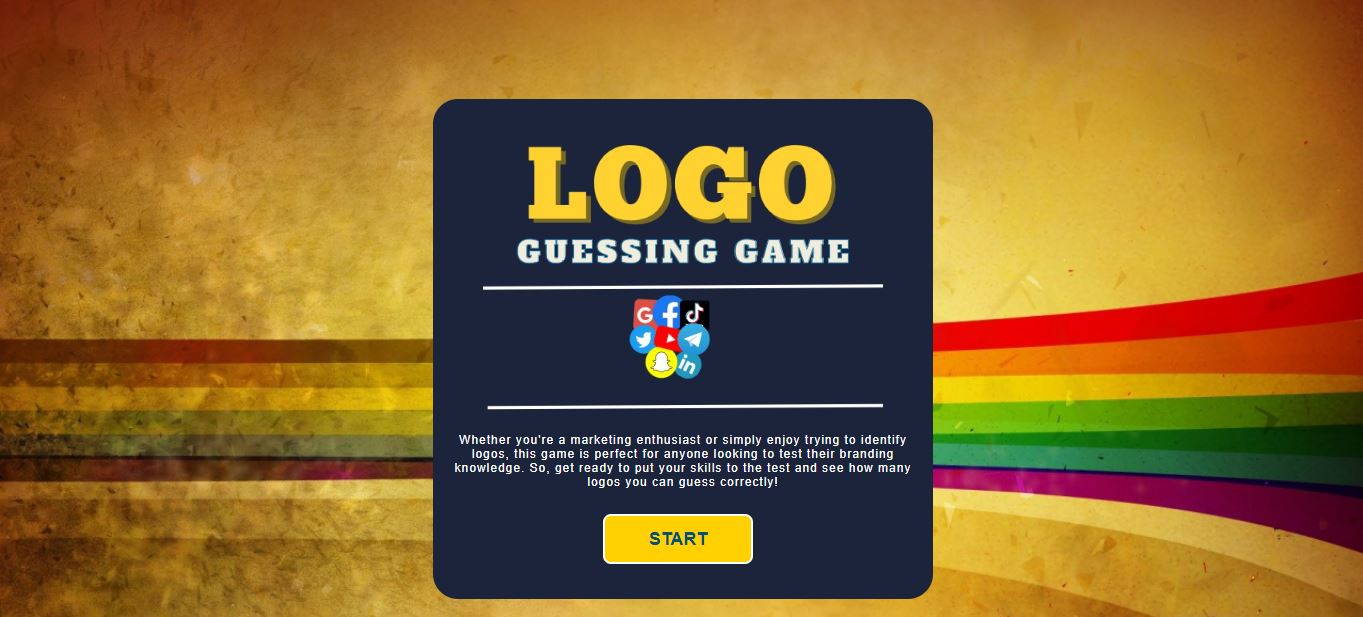 LOGO
GUESSING GAME
G f
in
Whether you're a marketing enthusiast or simply enjoy trying to identify
logos, this game is perfect for anyone looking to test their branding
knowledge. So, get ready to put your skills to the test and see how many
logos you can guess correctly!
START